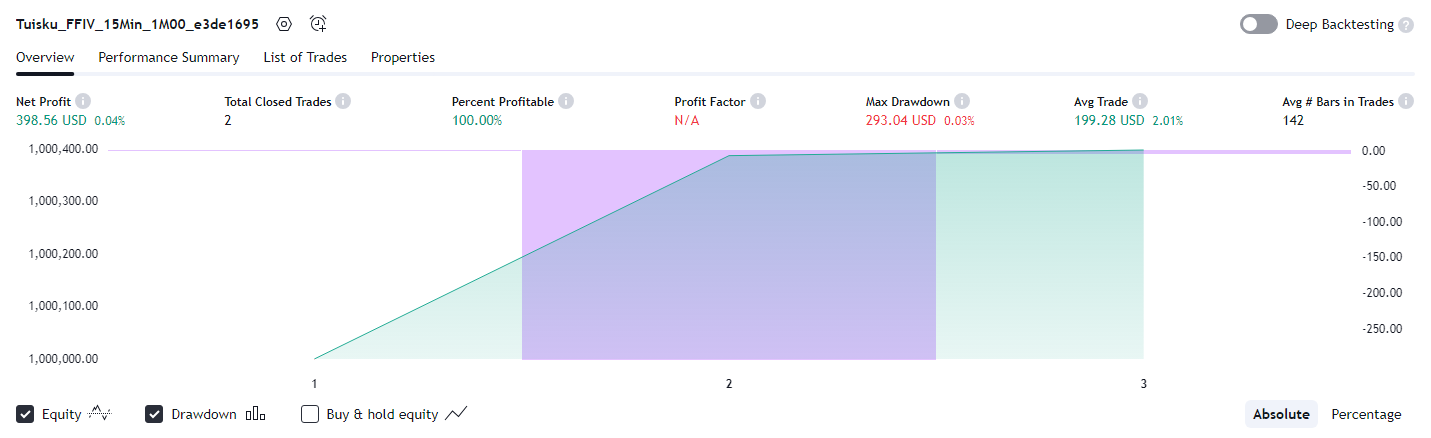 Tuisku_FFIV_15Min_1M00_e3de1695 Deep Backtesting ?
Overview Performance Summary List of Trades Properties
Net Profit Total Closed Trades Percent Profitable Profit Factor Max Drawdown Avg Trade Avg # Bars in Trades
398.56 USD 0.04% 2 100.00% N/A 293.04 USD 0.03% 199.28 USD 2.01% 142
1,000,400.00 0.00
-50.00
1,000,300.00
-100.00
1,000,200.00 -150.00
-200.00
1,000,100.00
-250.00
1,000,000.00
1 2 3
Equity Drawdown Buy & hold equity Absolute Percentage